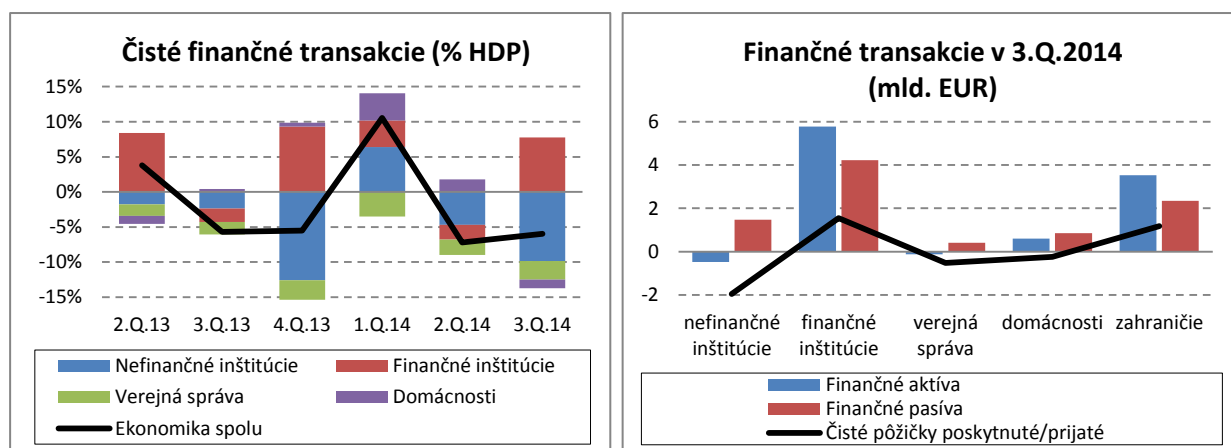 Čisté finančné transakcie (% HDP)
15%
10%
5%
0%
-5%
-10%
-15%
2.Q.13 3.Q.13 4.Q.13 1.Q.14 2.Q.14 3.Q.14
Nefinančné inštitúcie Finančné inštitúcie
Verejná správa Domácnosti
Ekonomika spolu
Finančné transakcie v 3.Q.2014
(mld. EUR)
6
4
2
0
-2
nefinančné finančné verejná domácnosti zahraničie
inštitúcie inštitúcie správa
Finančné aktíva
Finančné pasíva
Čisté pôžičky poskytnuté/prijaté